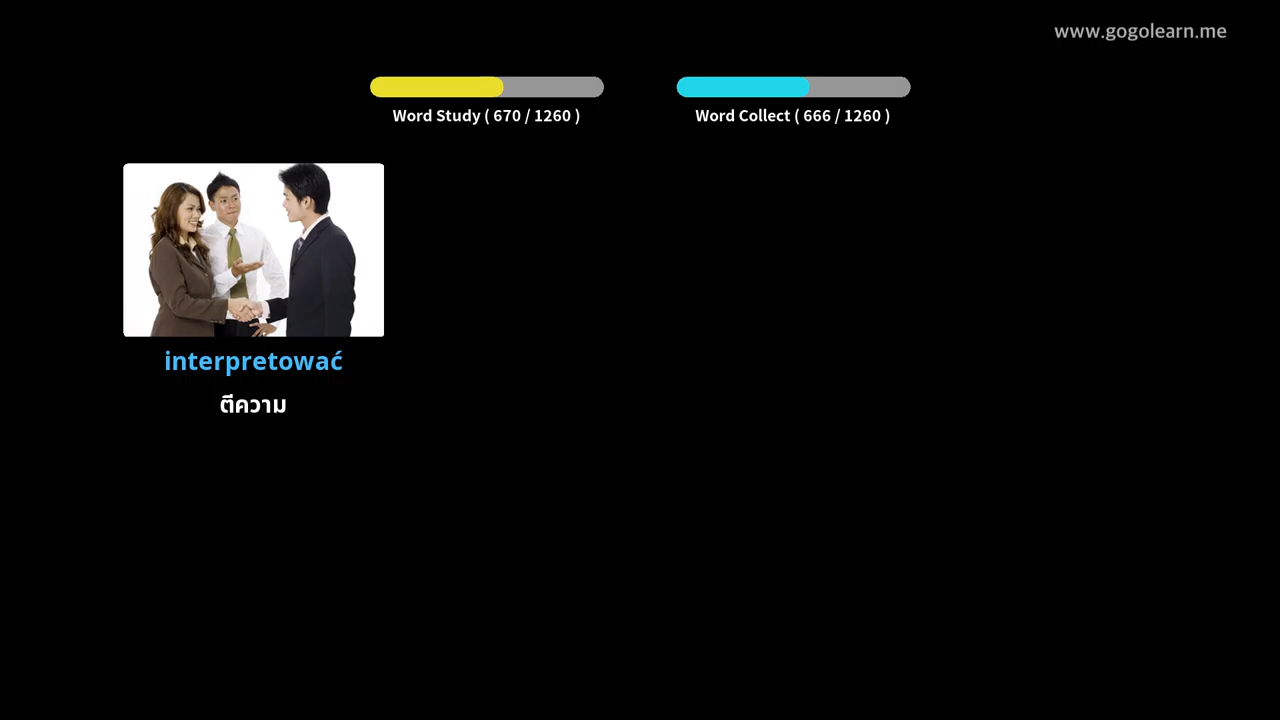 www.gogolearn.me
Word Study ( 670 / 1260 )
Word Collect ( 666 / 1260 )
interpretować
ตีความ